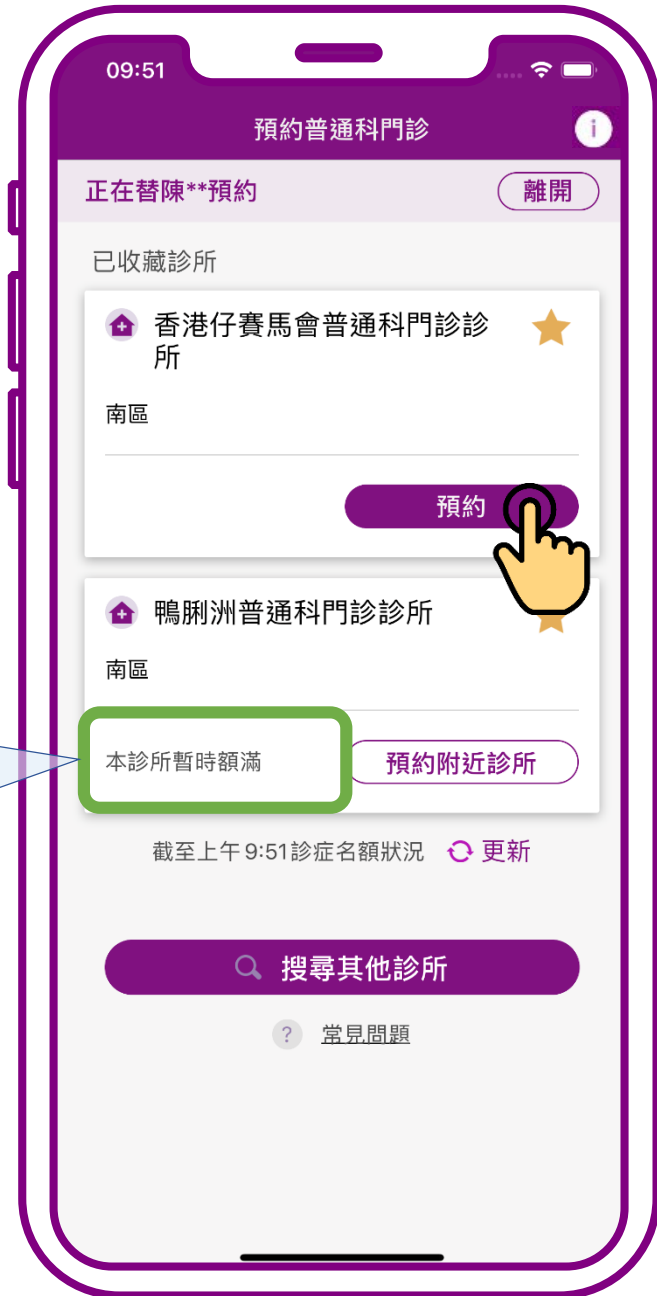 09:51
預約普通科門診
i
正在替陳**預約
離開
已收藏診所
香港仔賽馬會普通科門診診
所
南區
預約
鴨脷洲普通科門診診所
南區
本診所暫時額滿
預約附近診所
截至上午9:51診症名額狀況
更新
搜尋其他診所
? 常見問題